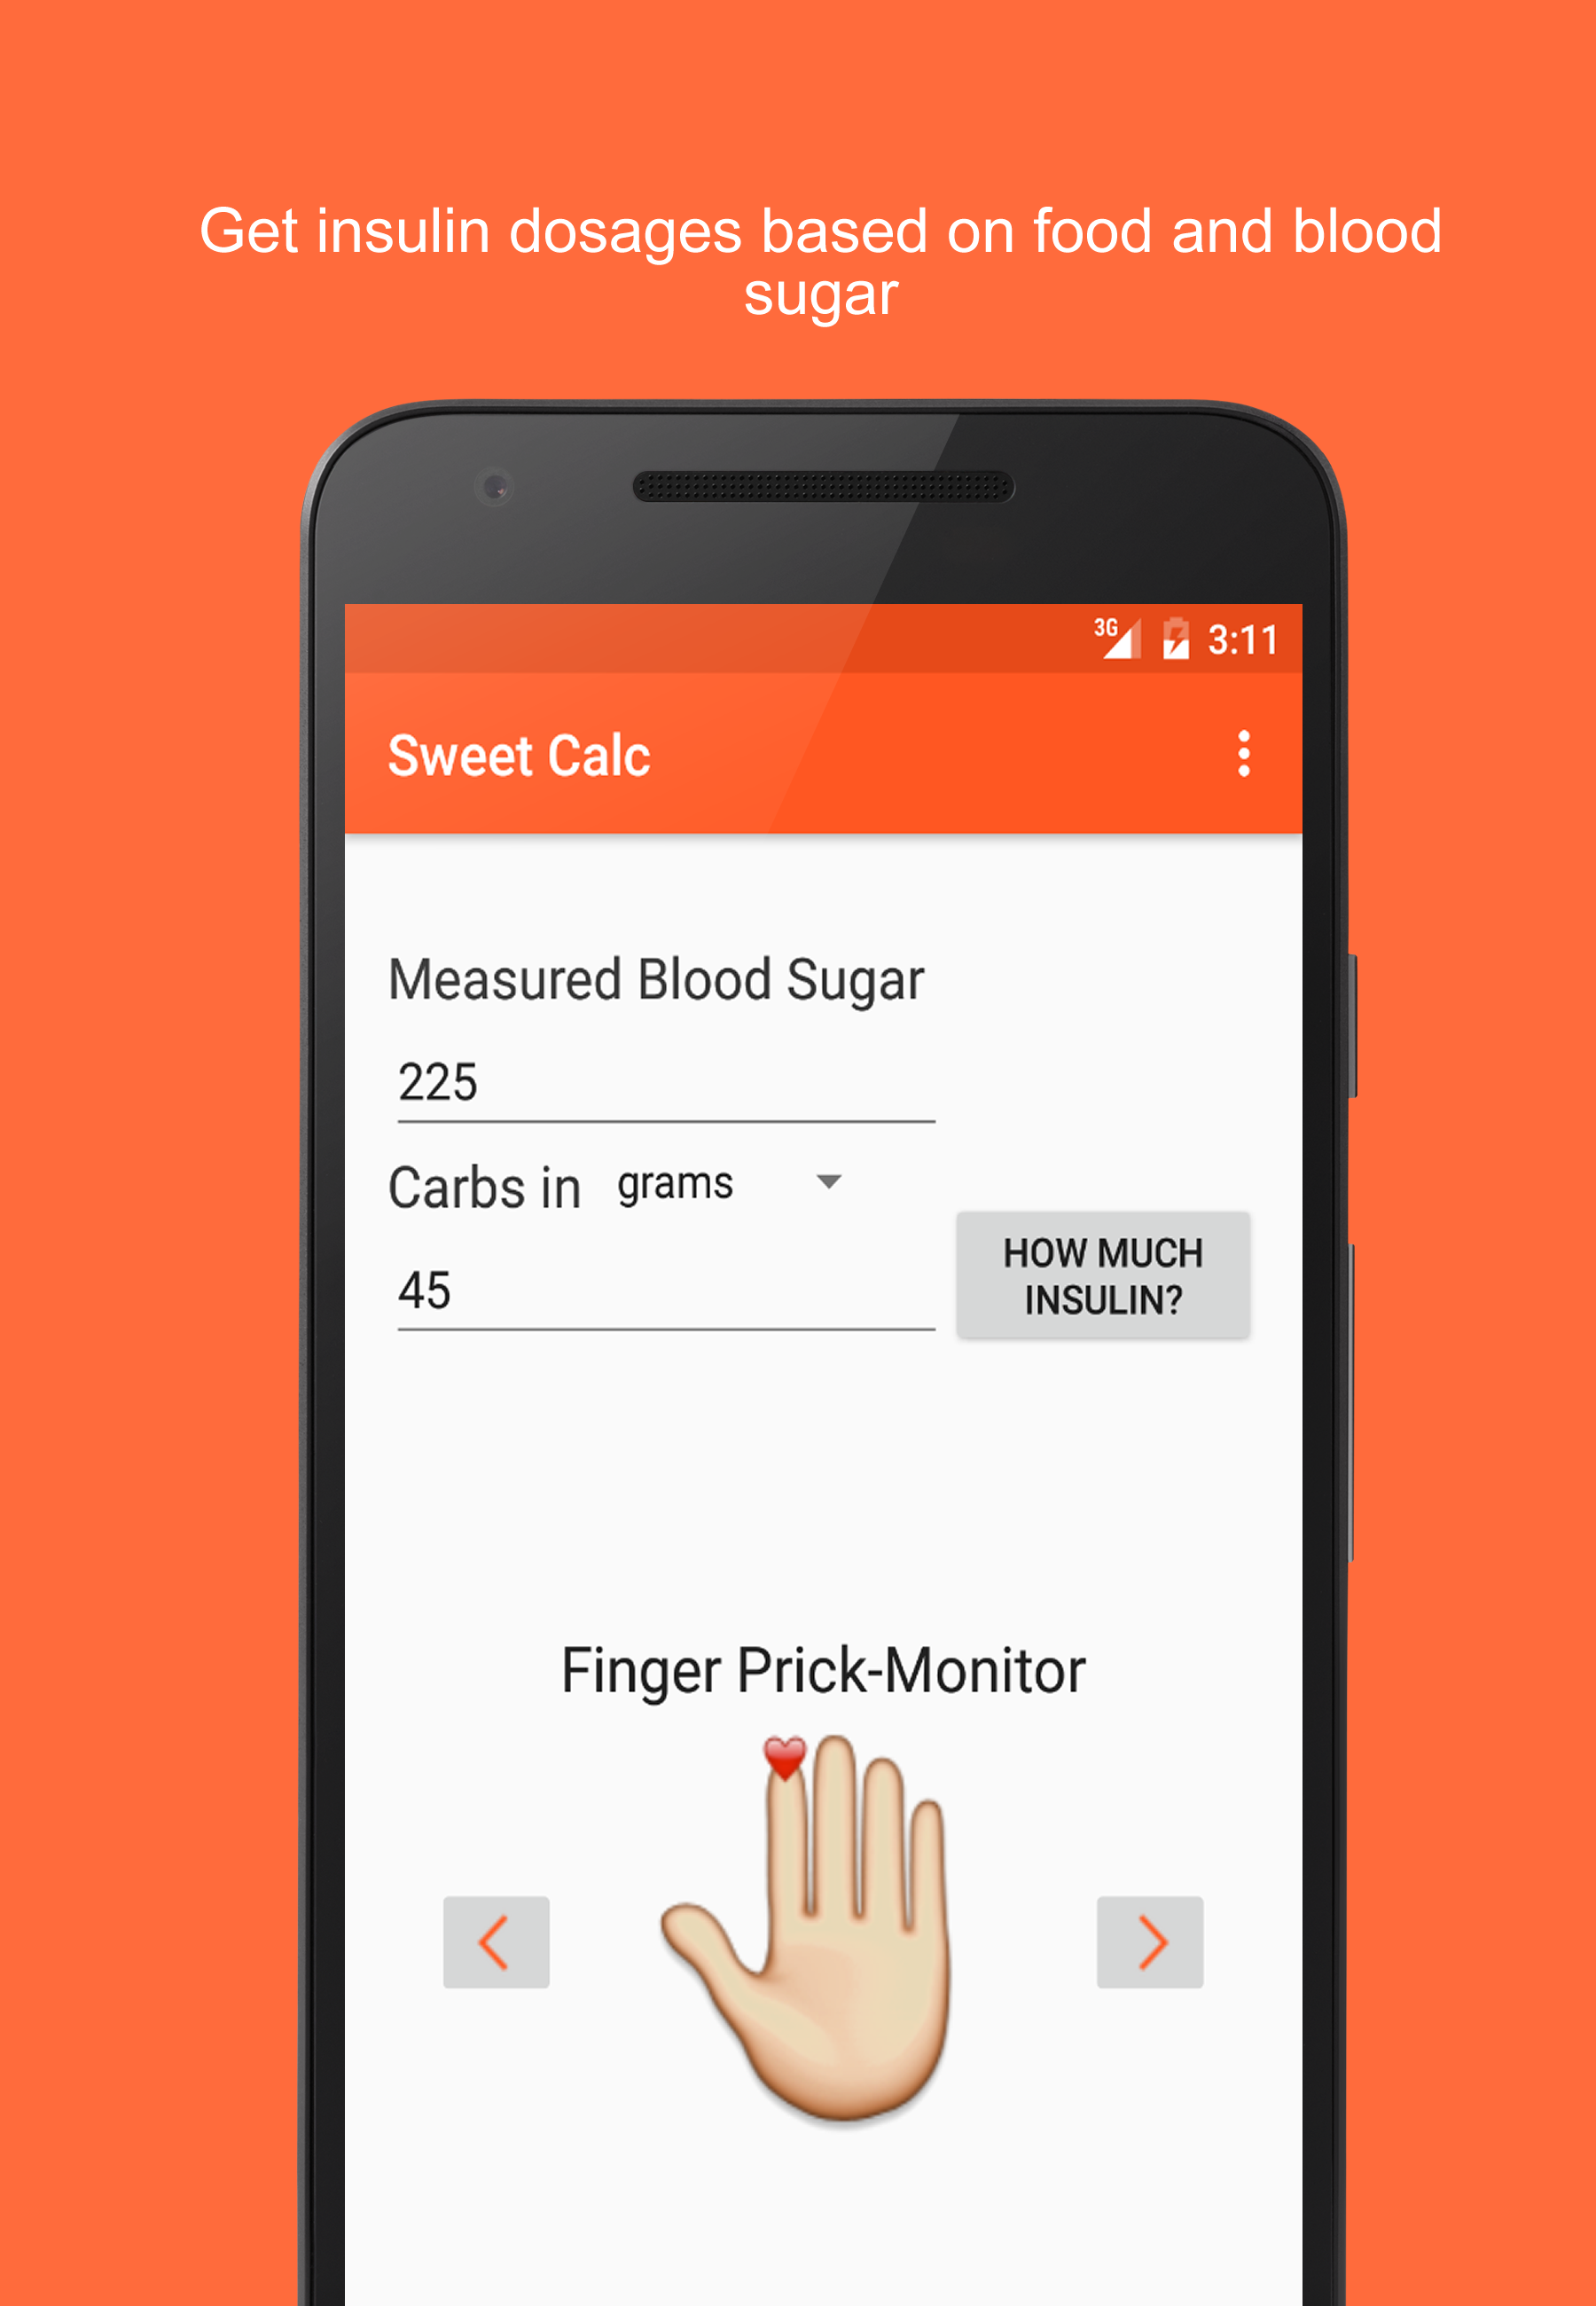 Get insulin dosages based on food and blood
sugar
3G 3:11
Sweet Calc
Measured Blood Sugar
225
Carbs in grams
45
HOW MUCH
INSULIN?
Finger Prick-Monitor